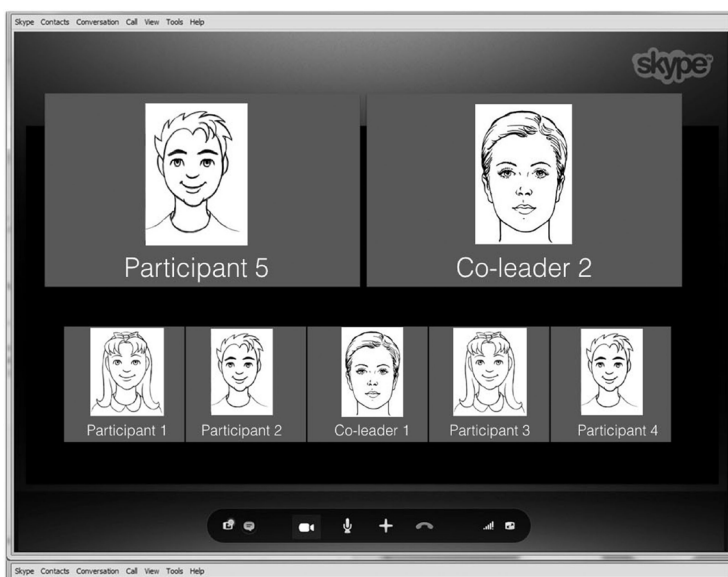 Skype Contacts Conversation Call View Tools Help
skype
Participant 5
Co-leader 2
Participant 1
Participant 2
Co-leader 1
Participant 3
Participant 4
Skype Contacts Conversation Call View Tools Help